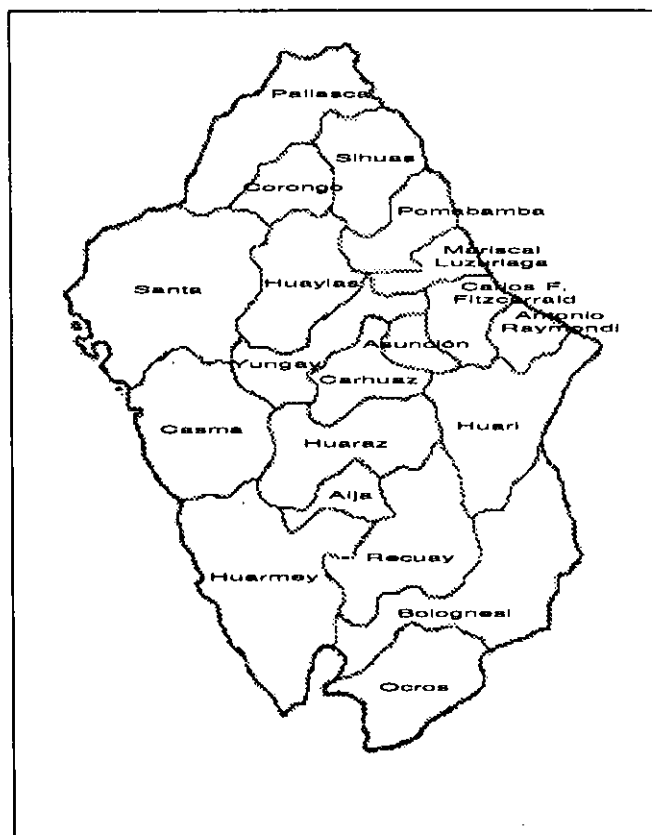 Pallasca
Sihuas
Corongo
Pomabamba
Mariscal
Luzuriaga
Santa
Huaylas
Carlos F.
Fitzcarrald
Antonio
Raymondi
Asunción
Yungay
Carhuaz
Casma
Huaraz
Huari
Aija
Recuay
Huarmey
Bolognesi
Ocros